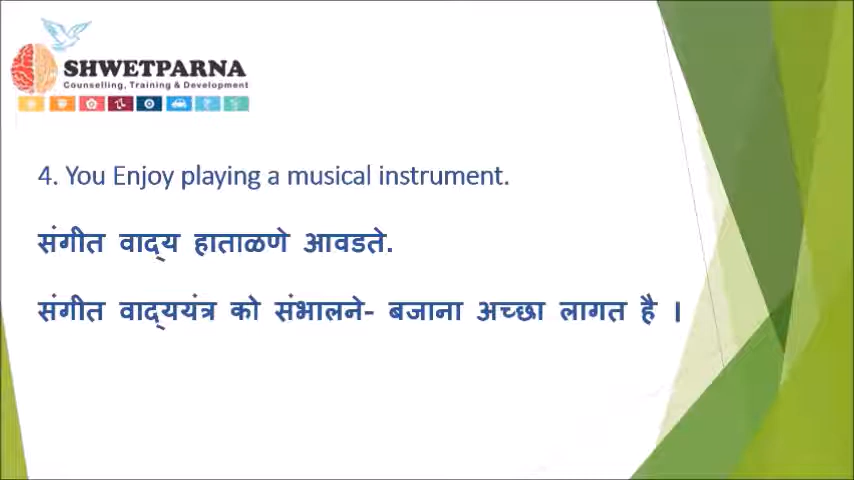 SHWETPARNA
Counselling, Training & Development
4. You Enjoy playing a musical instrument.
संगीत वाद्य हाताळणे आवडते.
संगीत वाद्ययंत्र को संभालने- बजाना अच्छा लागत है ।